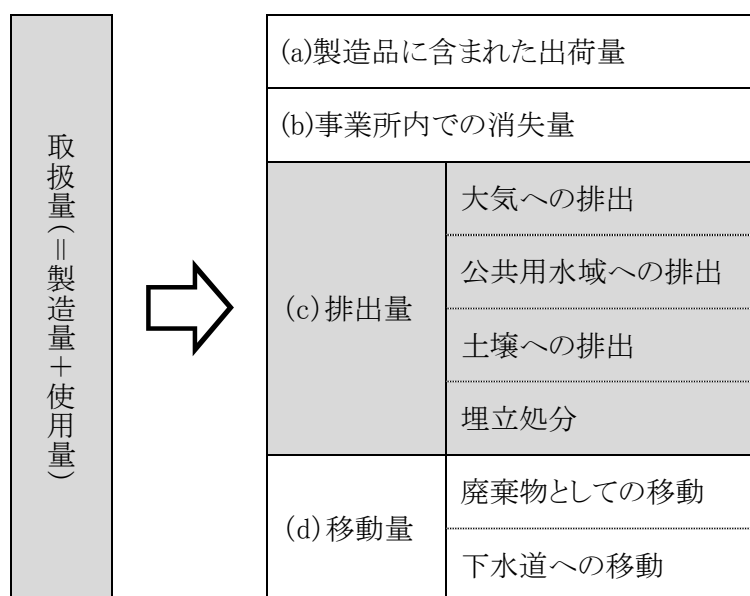 取扱量(=製造量+使用量)
(a)製造品に含まれた出荷量
(b)事業所内での消失量
(c)排出量
大気への排出
公共用水域への排出
土壌への排出
埋立処分
(d)移動量
廃棄物としての移動
下水道への移動